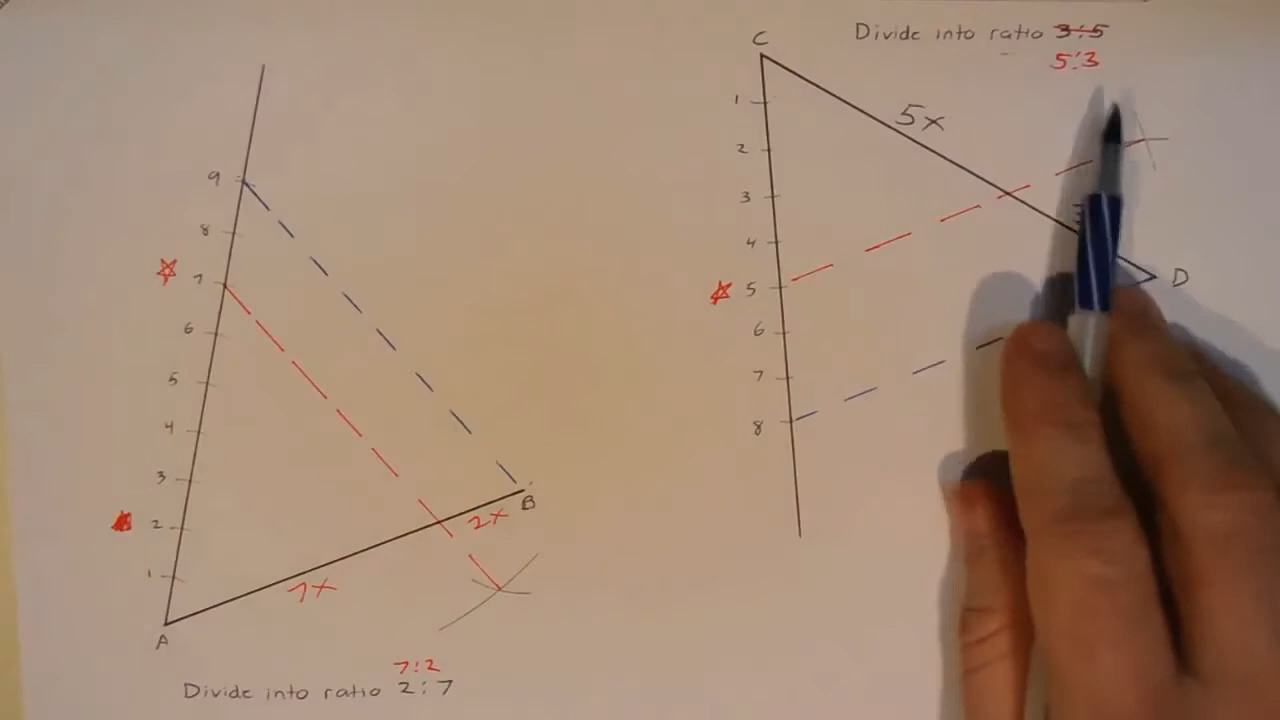 9
8
7
6
5
4
3
2
1
A
B
7x
2x
7:2
Divide into ratio 2:7
Divide into ratio 3:5
5:3
C
5x
1
2
3
4
5
6
7
8
D